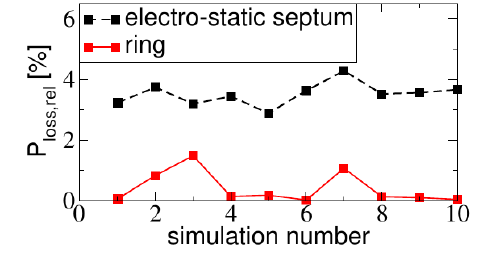 electro-static septum
ring
P_loss,rel [%]
6
4
2
0
0 2 4 6 8 10
simulation number